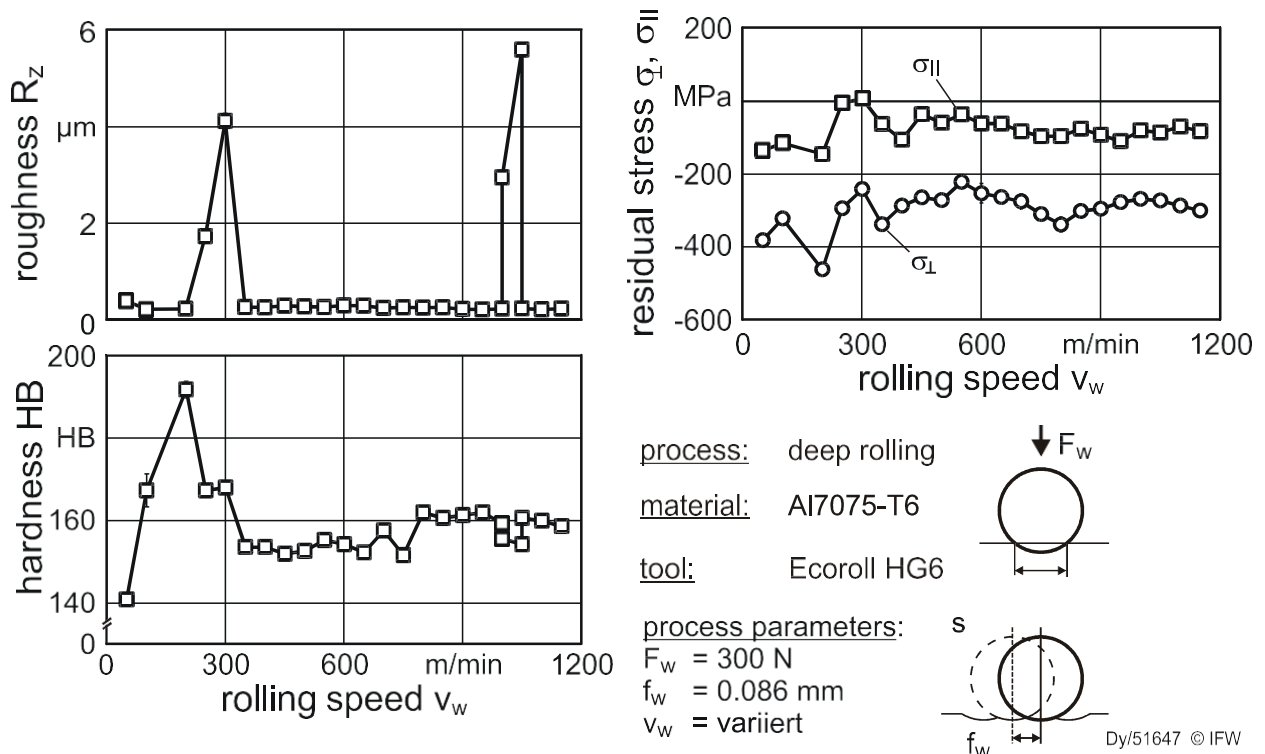 6
µm
2
0
roughness Rz
200
HB
160
140
0
hardness HB
0 300 600 m/min 1200
rolling speed vw
200
MPa
-200
-400
-600
residual stress σ⊥, σII
σII
σ⊥
0 300 600 m/min 1200
rolling speed vw
process: deep rolling
material: Al7075-T6
tool: Ecoroll HG6
process parameters:
Fw = 300 N
fw = 0.086 mm
vw = variiert
Fw
s
fw
Dy/51647 © IFW